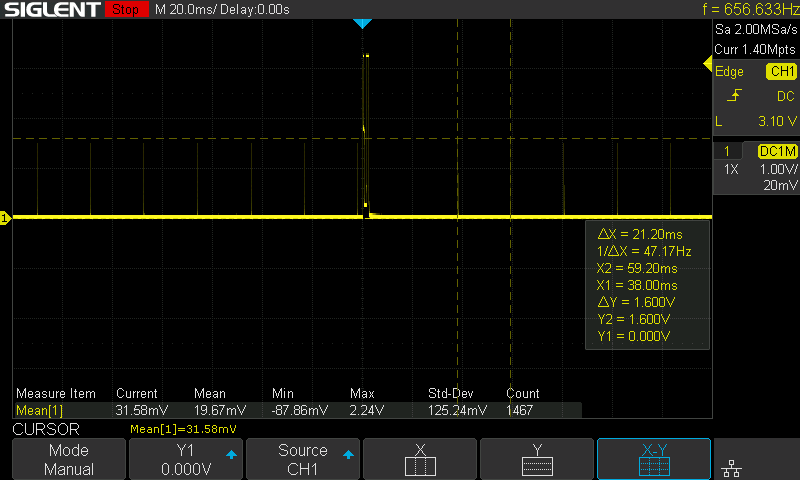 SIGLENT Stop M 20.0ms/ Delay:0.00s f = 656.633Hz
Sa 2.00MSa/s
Curr 1.40Mpts
Edge CH1
DC
L 3.10 V
1 DC1M
1X 1.00V/
20mV
1
ΔX = 21.20ms
1/ΔX = 47.17Hz
X2 = 59.20ms
X1 = 38.00ms
ΔY = 1.600V
Y2 = 1.600V
Y1 = 0.000V
Measure Item Current Mean Min Max Std-Dev Count
Mean[1] 31.58mV 19.67mV -87.86mV 2.24V 125.24mV 1467
CURSOR Mean[1]=31.58mV
Mode Y1 Source X Y X-Y
Manual 0.000V CH1